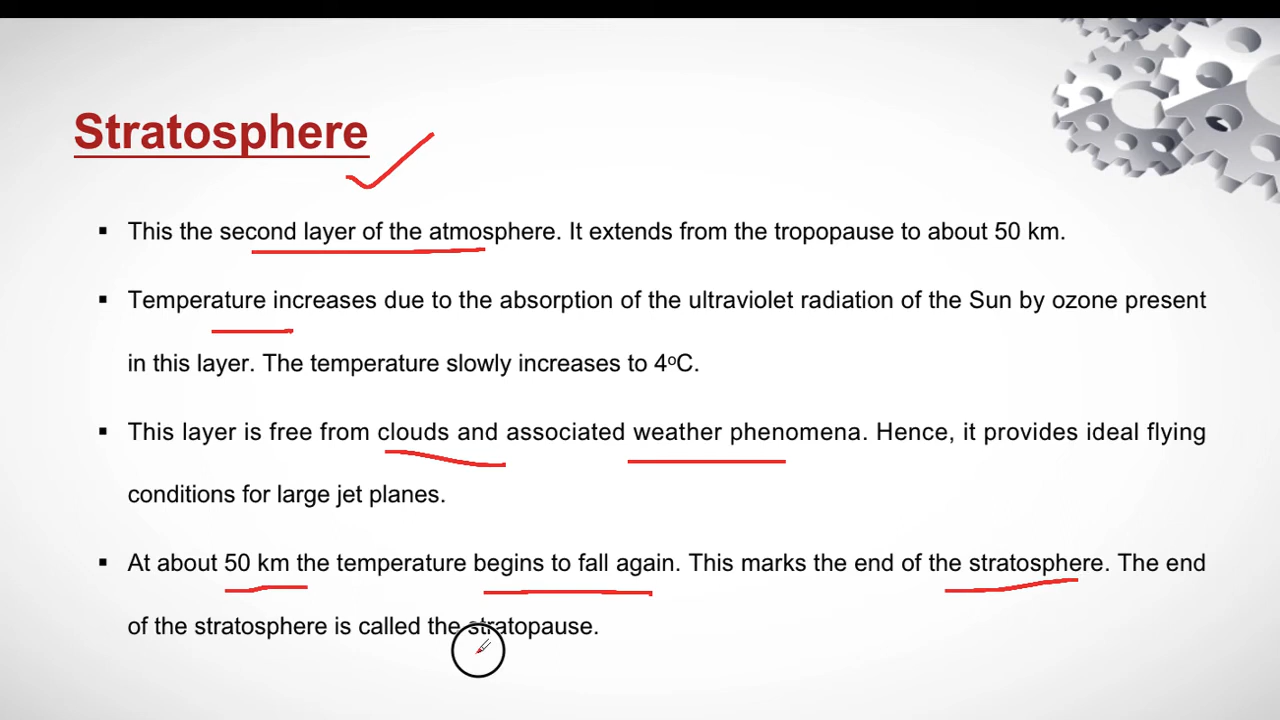 Stratosphere
▪ This the second layer of the atmosphere. It extends from the tropopause to about 50 km.
▪ Temperature increases due to the absorption of the ultraviolet radiation of the Sun by ozone present
in this layer. The temperature slowly increases to 4ºC.
▪ This layer is free from clouds and associated weather phenomena. Hence, it provides ideal flying
conditions for large jet planes.
▪ At about 50 km the temperature begins to fall again. This marks the end of the stratosphere. The end
of the stratosphere is called the stratopause.